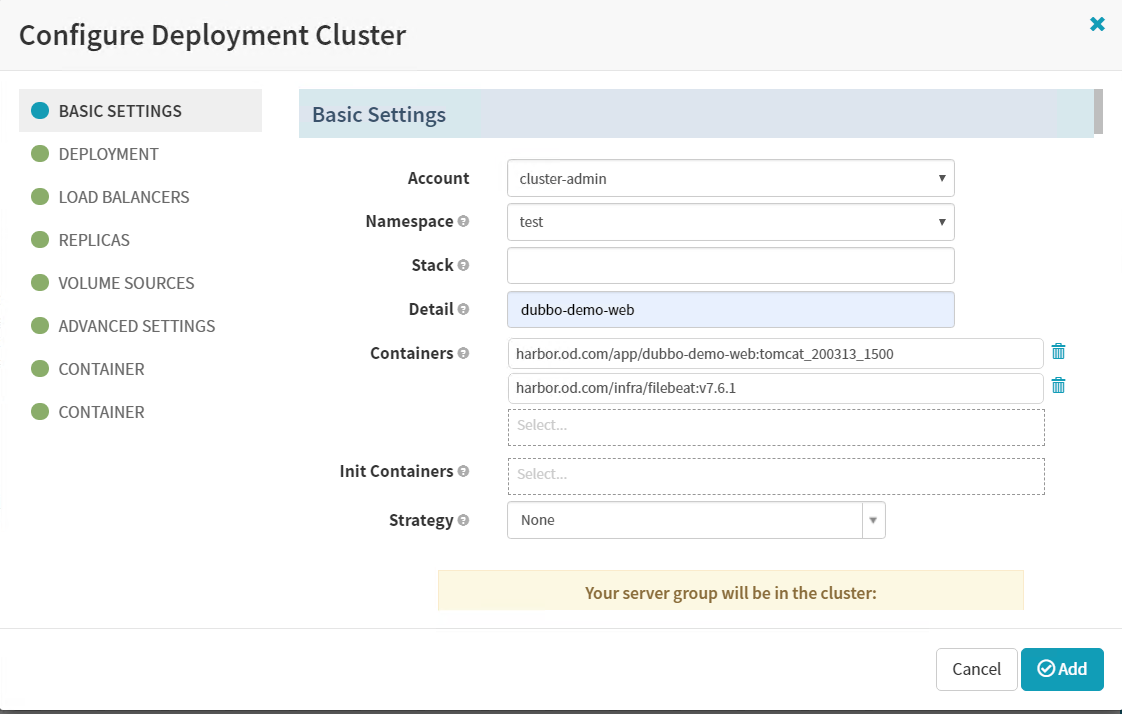 Configure Deployment Cluster
BASIC SETTINGS
DEPLOYMENT
LOAD BALANCERS
REPLICAS
VOLUME SOURCES
ADVANCED SETTINGS
CONTAINER
CONTAINER
Basic Settings
Account cluster-admin
Namespace test
Stack
Detail dubbo-demo-web
Containers harbor.od.com/app/dubbo-demo-web:tomcat_200313_1500
harbor.od.com/infra/filebeat:v7.6.1
Select...
Init Containers Select...
Strategy None
Your server group will be in the cluster:
Cancel Add